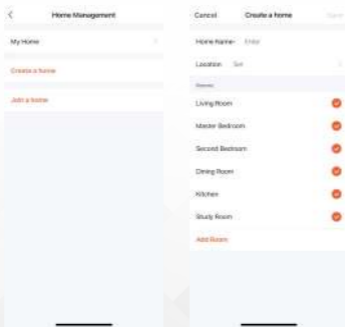 Home Management
My Home
Create a home
Join a home
Cancel Create a home Save
Home Name* Enter
Location Set
Rooms
Living Room
Master Bedroom
Second Bedroom
Dining Room
Kitchen
Study Room
Add Room